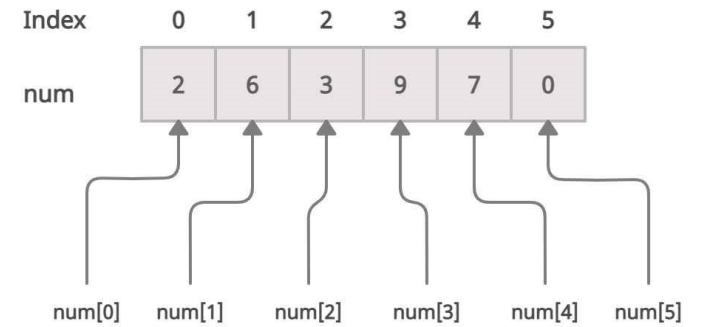 Index 0 1 2 3 4 5
num 2 6 3 9 7 0
num[0] num[1] num[2] num[3] num[4] num[5]